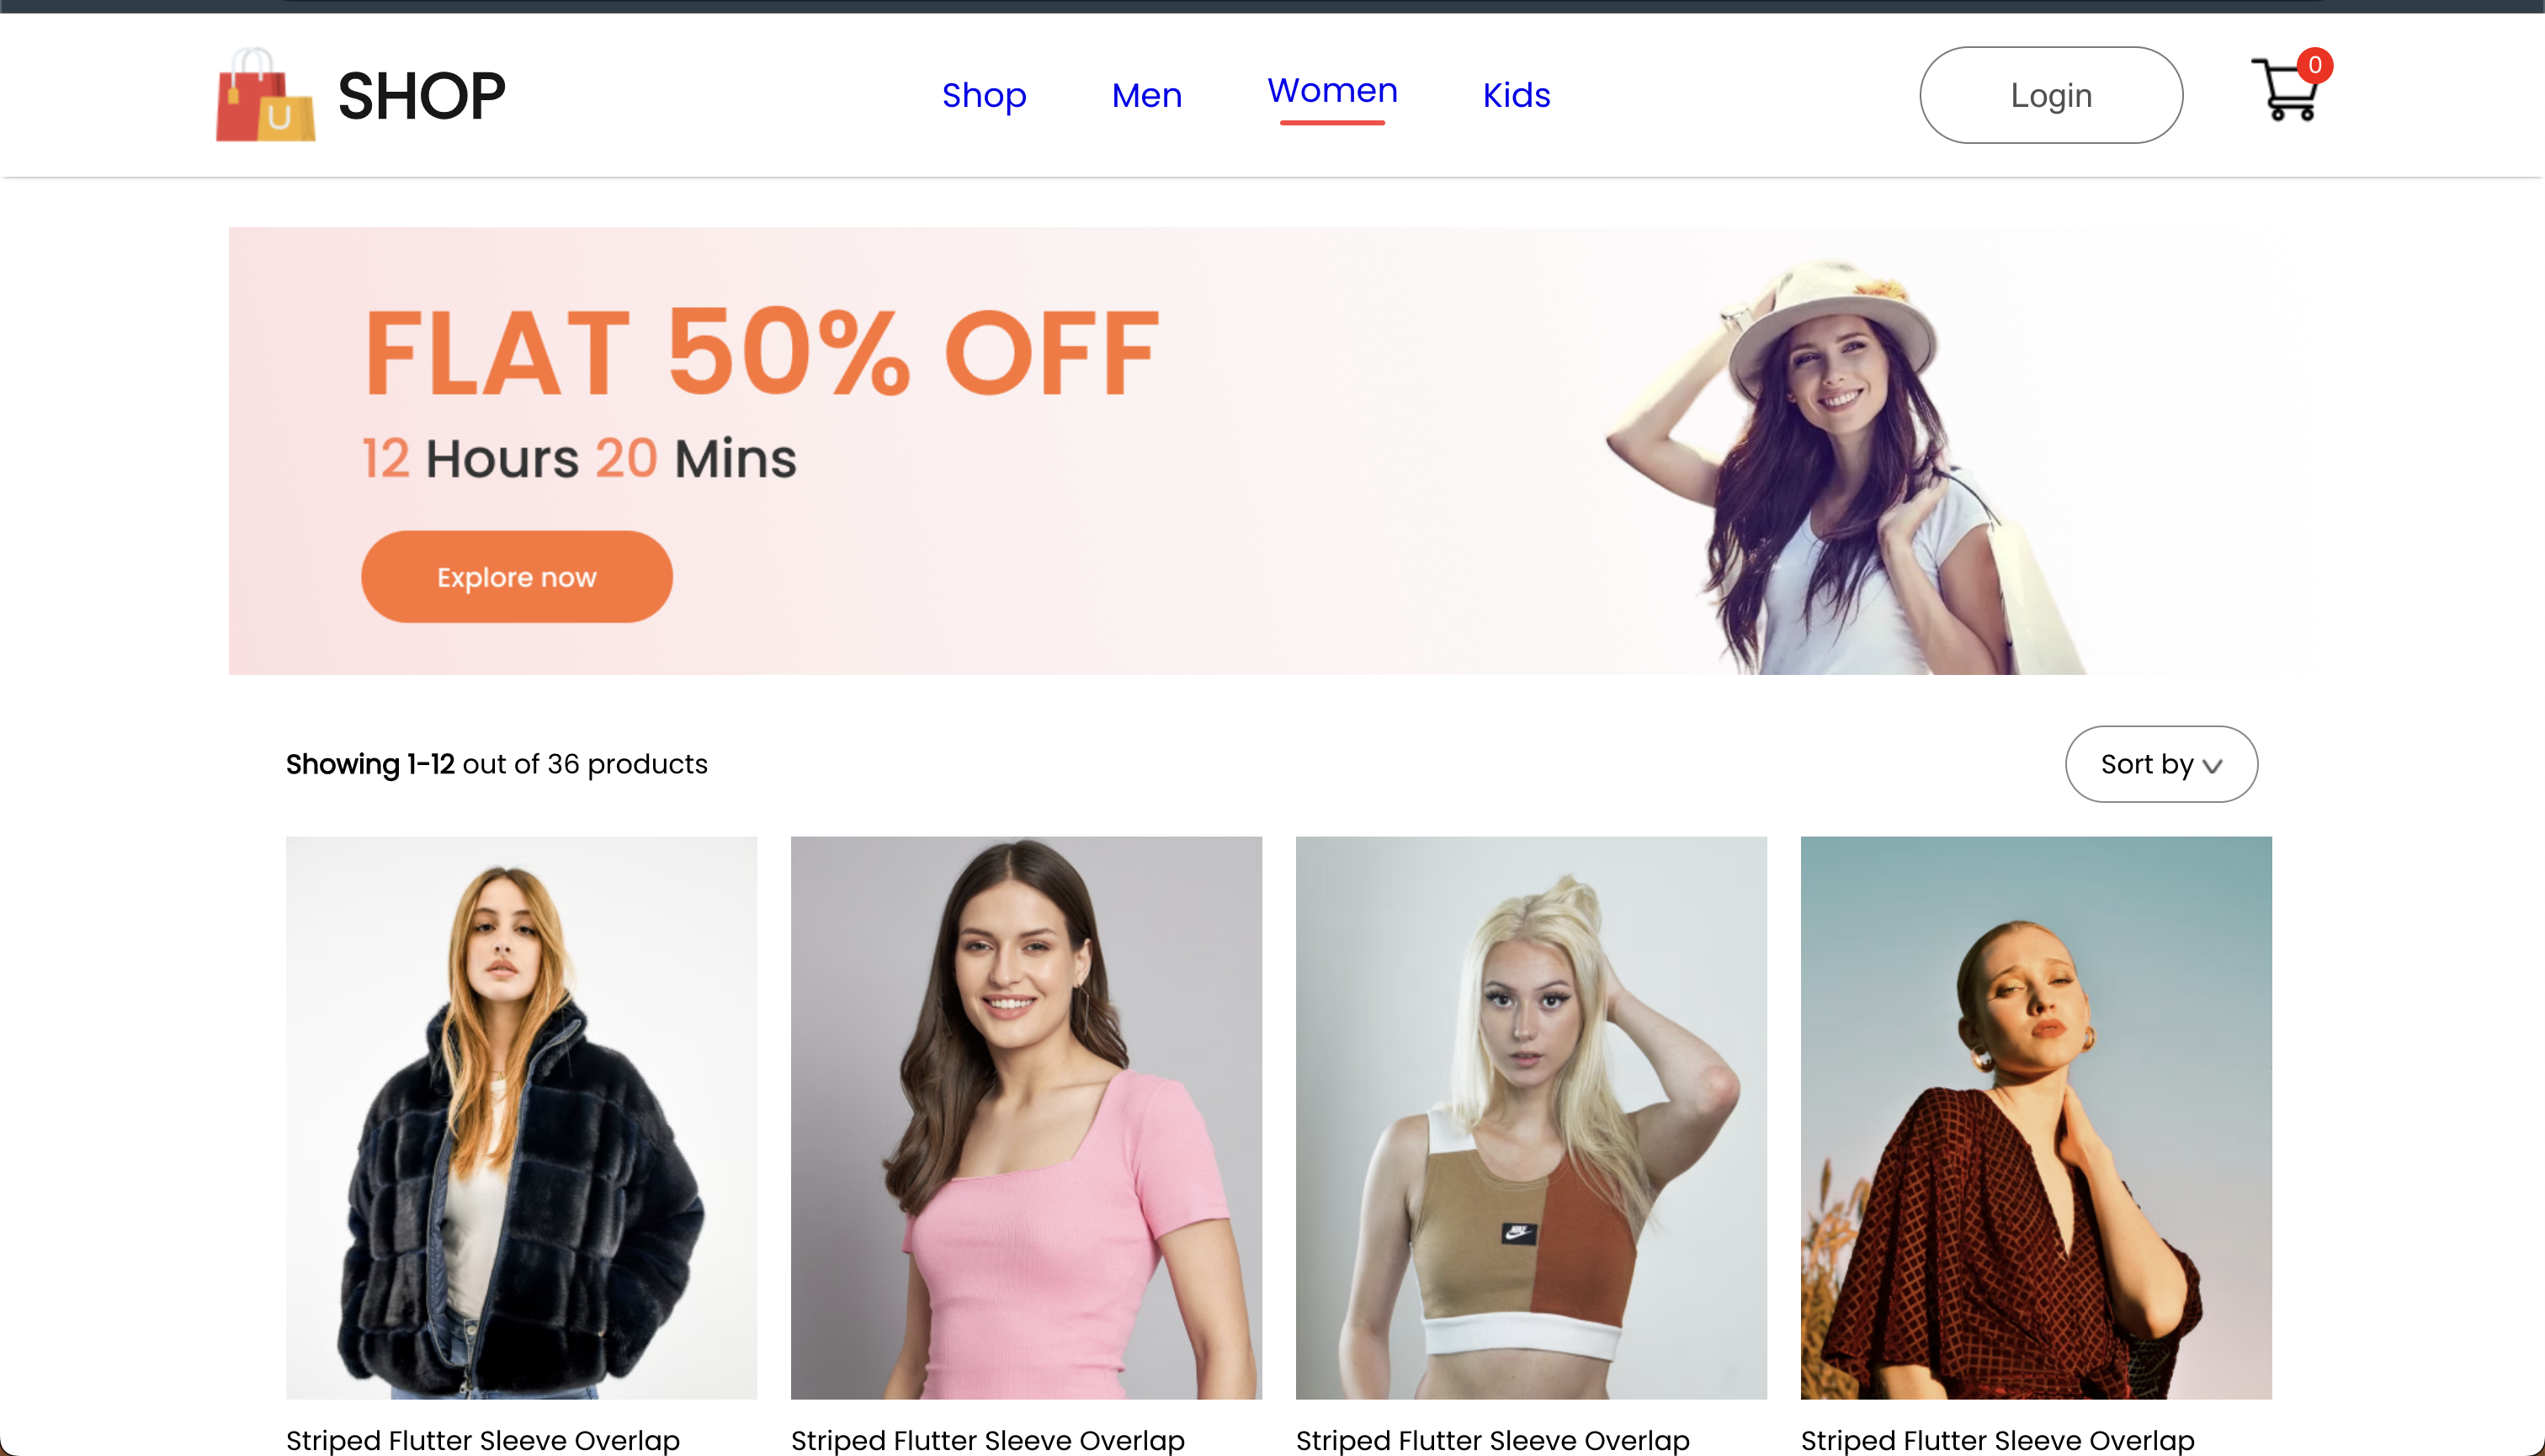 U
SHOP
Shop
Men
Women
Kids
Login
0
FLAT 50% OFF
12 Hours 20 Mins
Explore now
Showing 1-12 out of 36 products
Sort by
NIKE
Striped Flutter Sleeve Overlap
Striped Flutter Sleeve Overlap
Striped Flutter Sleeve Overlap
Striped Flutter Sleeve Overlap